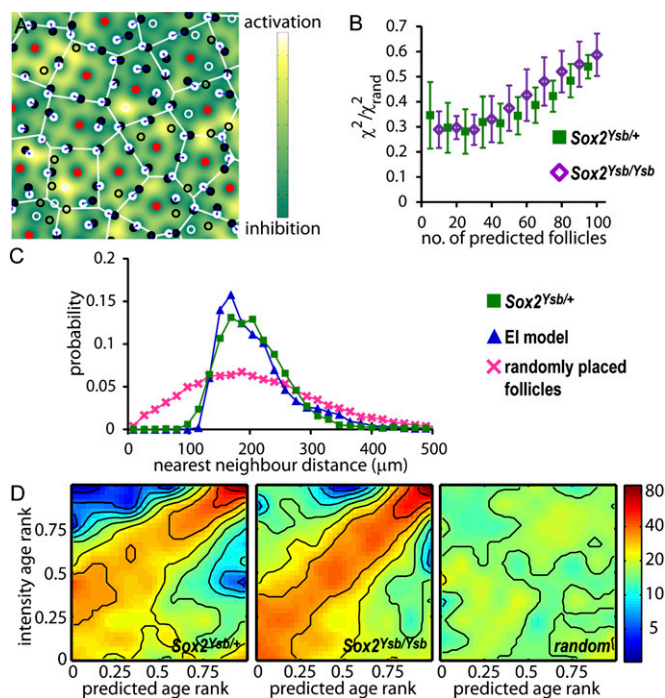 A
activation
inhibition
B
χ²/χ²rand
0.7
0.6
0.5
0.4
0.3
0.2
0.1
0
0 20 40 60 80 100
no. of predicted follicles
Sox2Ysb/+
Sox2Ysb/Ysb
C
probability
0.2
0.15
0.1
0.05
0
0 100 200 300 400 500
nearest neighbour distance (μm)
Sox2Ysb/+
EI model
randomly placed
follicles
D
intensity age rank
0.75
0.5
0.25
0
Sox2Ysb/+
Sox2Ysb/Ysb
random
0 0.25 0.5 0.75
0 0.25 0.5 0.75
0 0.25 0.5 0.75
predicted age rank
predicted age rank
predicted age rank
80
40
20
10
5
2